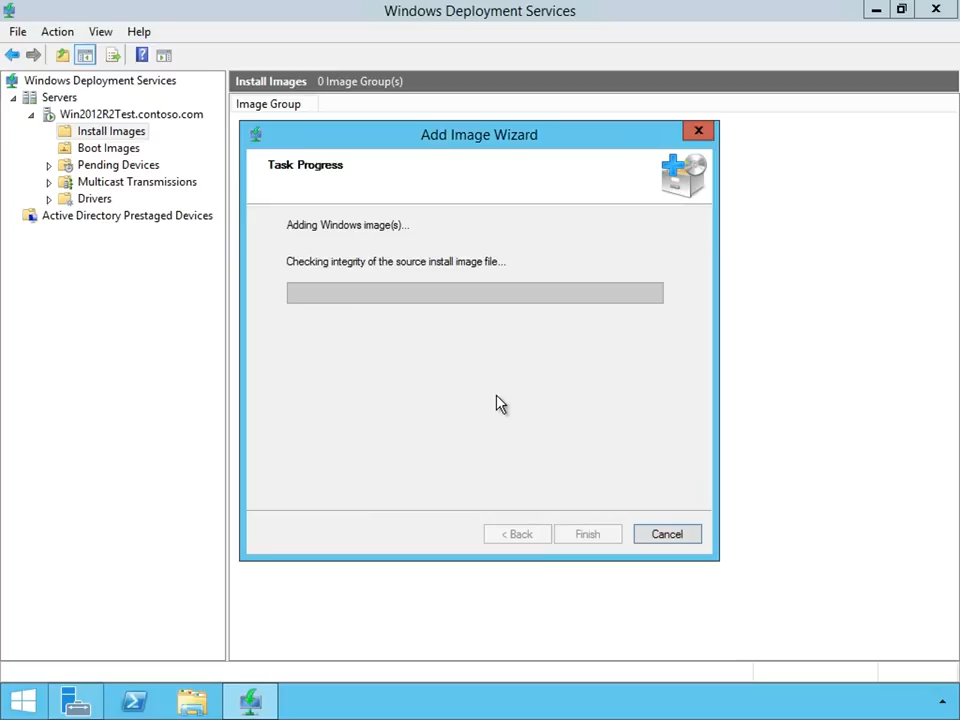 Windows Deployment Services
File Action View Help
Windows Deployment Services
Servers
Win2012R2Test.contoso.com
Install Images
Boot Images
Pending Devices
Multicast Transmissions
Drivers
Active Directory Prestaged Devices
Install Images 0 Image Group(s)
Image Group
Add Image Wizard
Task Progress
Adding Windows image(s)...
Checking integrity of the source install image file...
< Back Finish Cancel